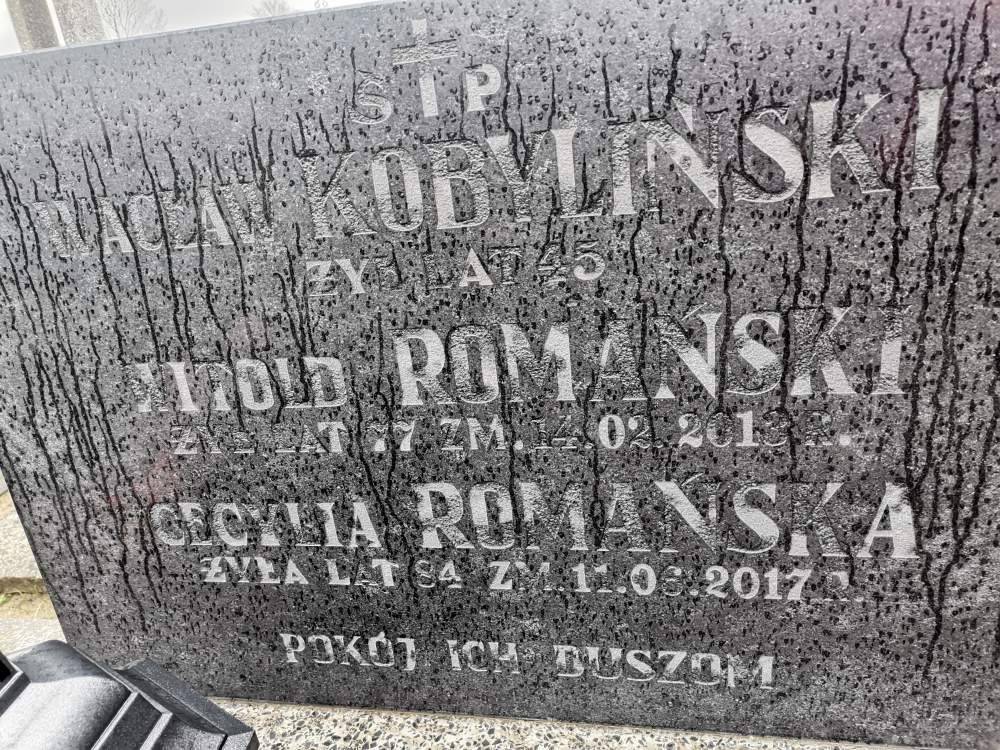 Ś P
WACŁAW KOBYLIŃSKI
ŻYŁ LAT 45
WITOLD ROMAŃSKI
ŻYŁ LAT 77 ZM. 14 02. R.
CECYLIA ROMAŃSKA
ŻYŁA LAT 84 ZM. 11. 2017 R.
POKÓJ ICH DUSZOM